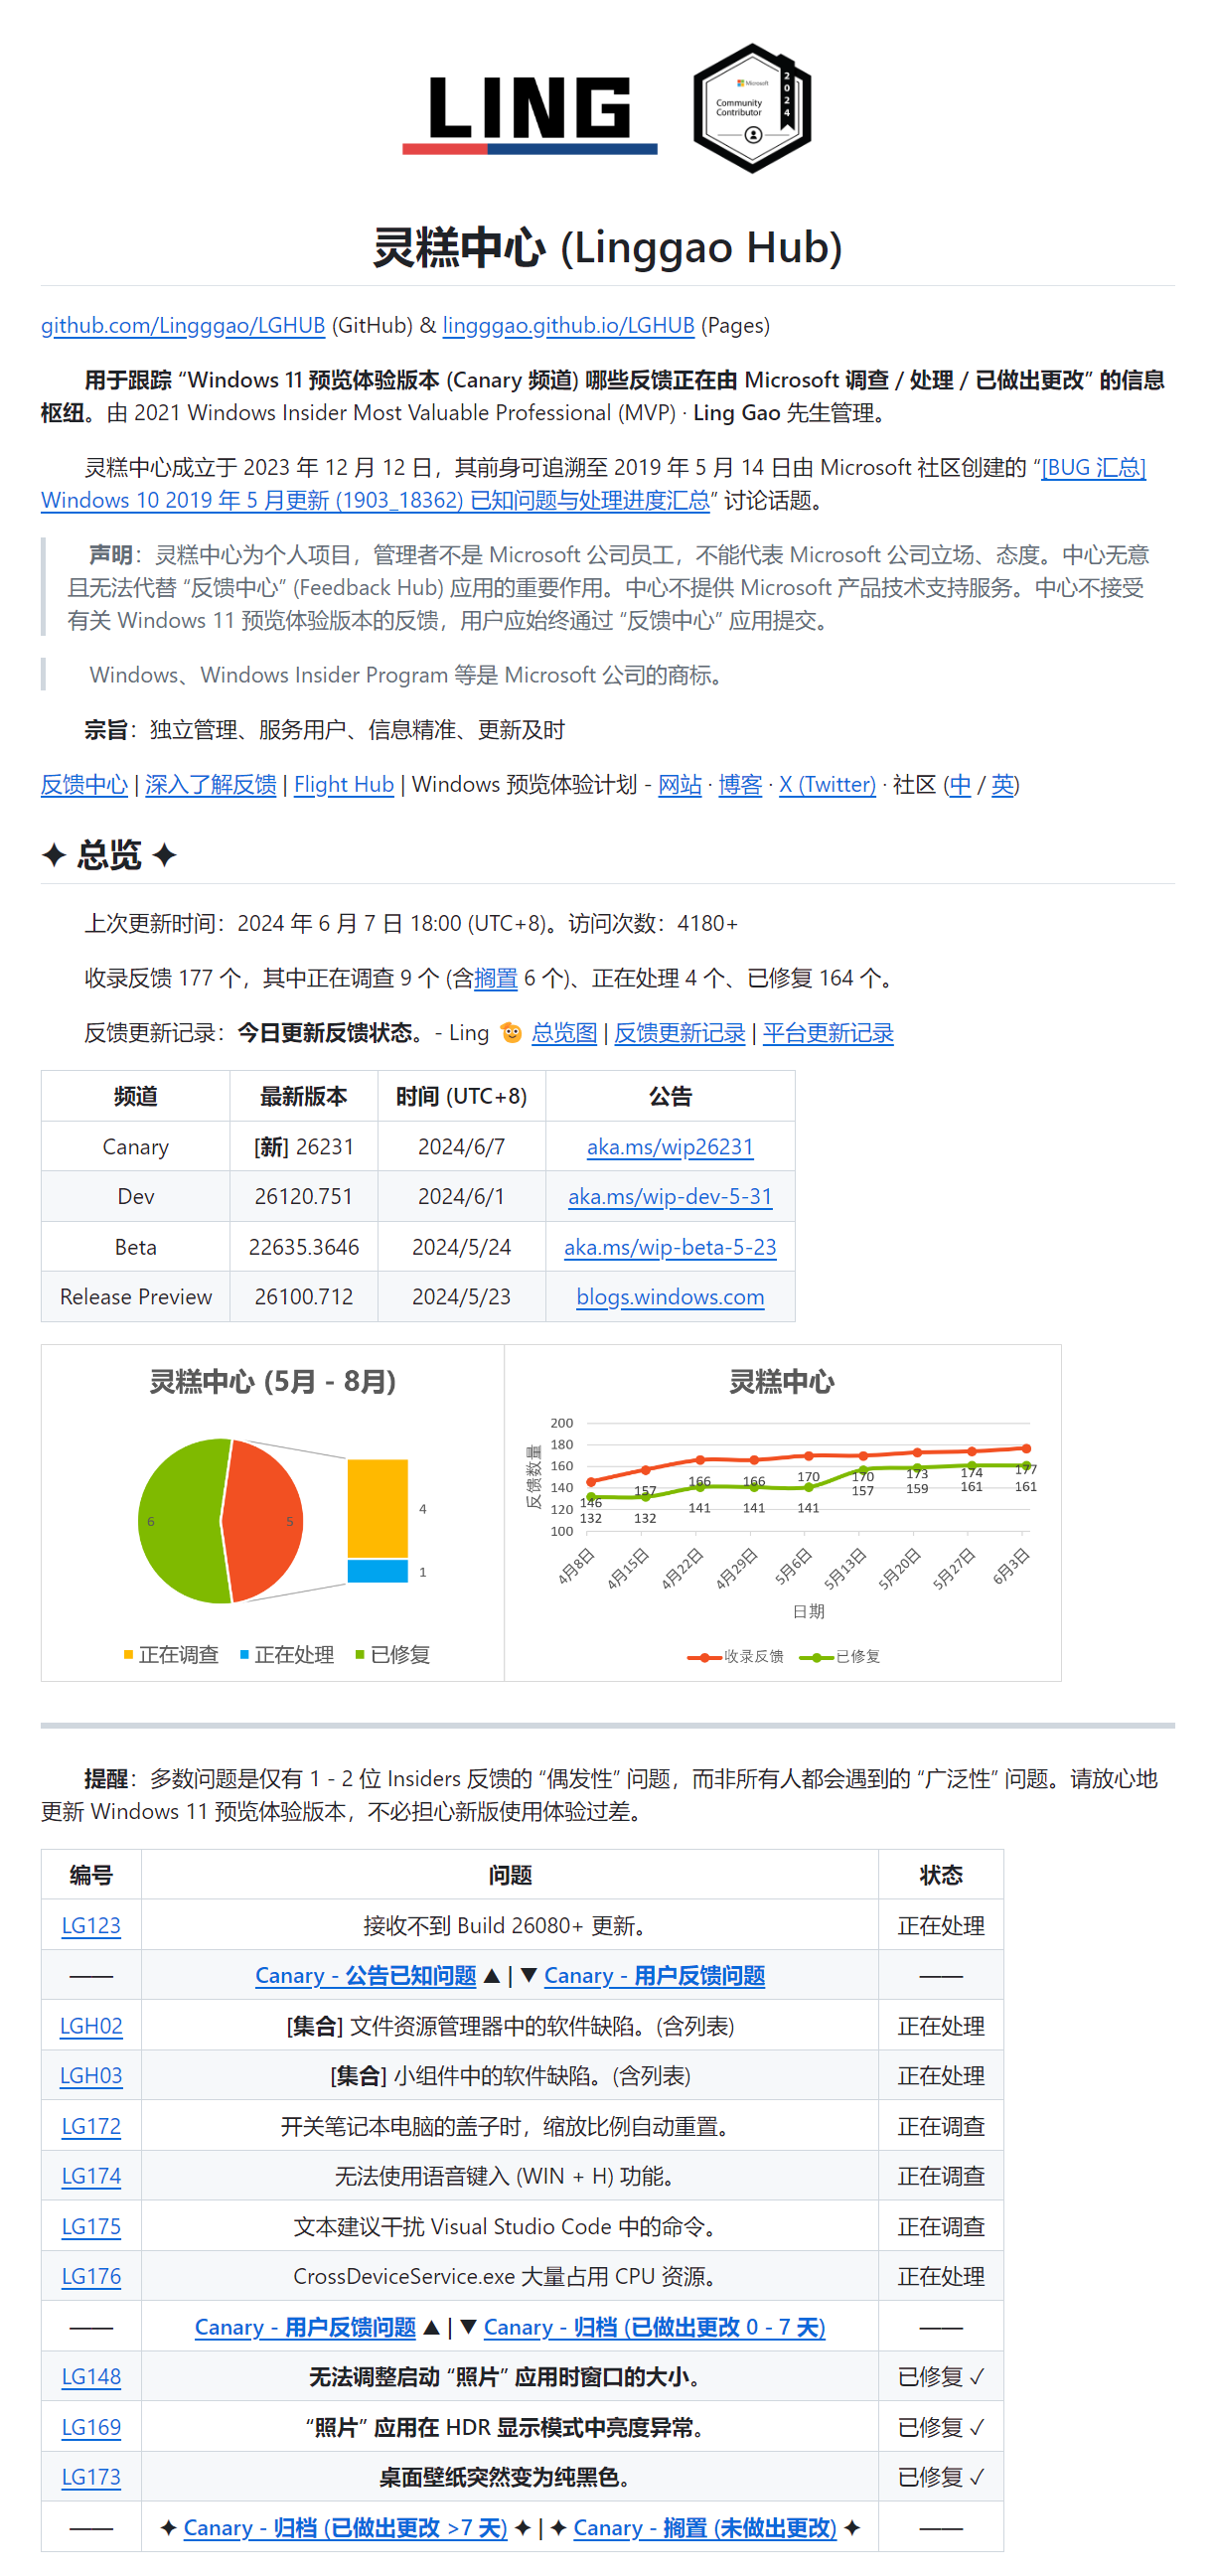 LING
Microsoft
Community
Contributor
2024
灵糕中心 (Linggao Hub)
github.com/Lingggao/LGHUB (GitHub) & lingggao.github.io/LGHUB (Pages)
用于跟踪 “Windows 11 预览体验版本 (Canary 频道) 哪些反馈正在由 Microsoft 调查 / 处理 / 已做出更改” 的信息
枢纽。由 2021 Windows Insider Most Valuable Professional (MVP) · Ling Gao 先生管理。
灵糕中心成立于 2023 年 12 月 12 日，其前身可追溯至 2019 年 5 月 14 日由 Microsoft 社区创建的 “[BUG 汇总]
Windows 10 2019 年 5 月更新 (1903_18362) 已知问题与处理进度汇总” 讨论话题。
声明：灵糕中心为个人项目，管理者不是 Microsoft 公司员工，不能代表 Microsoft 公司立场、态度。中心无意
且无法代替 “反馈中心” (Feedback Hub) 应用的重要作用。中心不提供 Microsoft 产品技术支持服务。中心不接受
有关 Windows 11 预览体验版本的反馈，用户应始终通过 “反馈中心” 应用提交。
Windows、Windows Insider Program 等是 Microsoft 公司的商标。
宗旨：独立管理、服务用户、信息精准、更新及时
反馈中心 | 深入了解反馈 | Flight Hub | Windows 预览体验计划 - 网站 · 博客 · X (Twitter) · 社区 (中 / 英)
✦ 总览 ✦
上次更新时间：2024 年 6 月 7 日 18:00 (UTC+8)。访问次数：4180+
收录反馈 177 个，其中正在调查 9 个 (含搁置 6 个)、正在处理 4 个、已修复 164 个。
反馈更新记录：今日更新反馈状态。- Ling 总览图 | 反馈更新记录 | 平台更新记录
频道 最新版本 时间 (UTC+8) 公告
Canary [新] 26231 2024/6/7 aka.ms/wip26231
Dev 26120.751 2024/6/1 aka.ms/wip-dev-5-31
Beta 22635.3646 2024/5/24 aka.ms/wip-beta-5-23
Release Preview 26100.712 2024/5/23 blogs.windows.com
灵糕中心 (5月 - 8月)
6 5 4
1
正在调查 正在处理 已修复
灵糕中心
反馈数量
200
180
160
140
120
100
146 157 166 166 170 170 173 174 177
132 132 141 141 141 157 159 161 161
4月8日 4月15日 4月22日 4月29日 5月6日 5月13日 5月20日 5月27日 6月3日
日期
收录反馈 已修复
提醒：多数问题是仅有 1 - 2 位 Insiders 反馈的 “偶发性” 问题，而非所有人都会遇到的 “广泛性” 问题。请放心地
更新 Windows 11 预览体验版本，不必担心新版使用体验过差。
编号 问题 状态
LG123 接收不到 Build 26080+ 更新。 正在处理
—— Canary - 公告已知问题 ▲ | ▼ Canary - 用户反馈问题 ——
LGH02 [集合] 文件资源管理器中的软件缺陷。(含列表) 正在处理
LGH03 [集合] 小组件中的软件缺陷。(含列表) 正在处理
LG172 开关笔记本电脑的盖子时，缩放比例自动重置。 正在调查
LG174 无法使用语音键入 (WIN + H) 功能。 正在调查
LG175 文本建议干扰 Visual Studio Code 中的命令。 正在调查
LG176 CrossDeviceService.exe 大量占用 CPU 资源。 正在处理
—— Canary - 用户反馈问题 ▲ | ▼ Canary - 归档 (已做出更改 0 - 7 天) ——
LG148 无法调整启动 “照片” 应用时窗口的大小。 已修复 ✓
LG169 “照片” 应用在 HDR 显示模式中亮度异常。 已修复 ✓
LG173 桌面壁纸突然变为纯黑色。 已修复 ✓
—— ✦ Canary - 归档 (已做出更改 >7 天) ✦ | ✦ Canary - 搁置 (未做出更改) ✦ ——